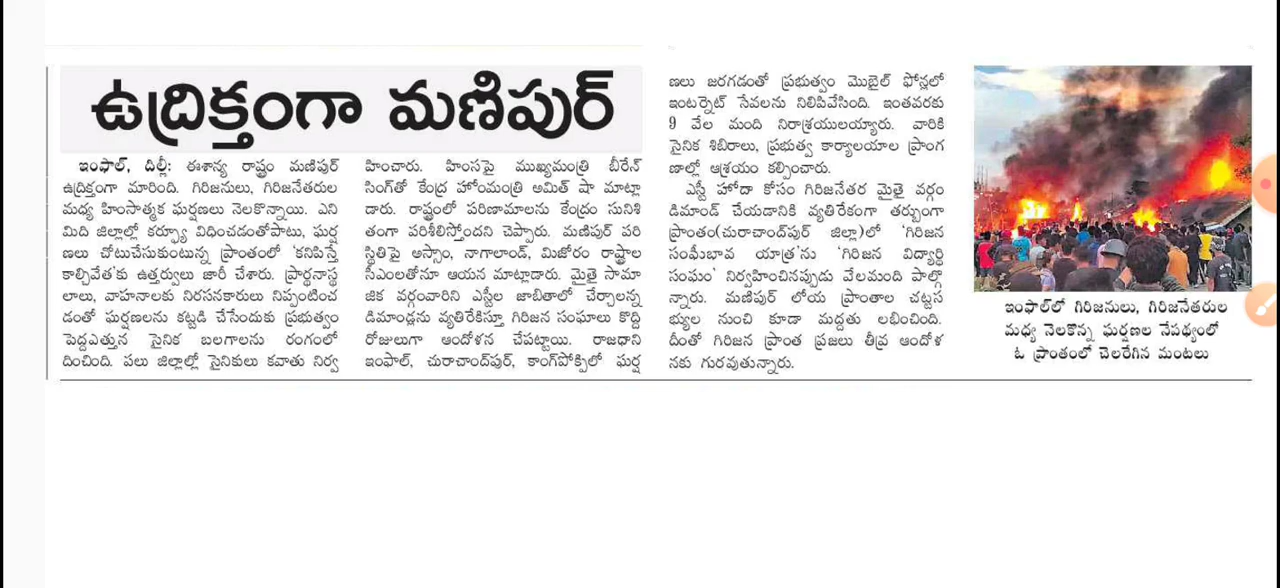 ఉద్రిక్తంగా మణిపుర్
ఇంఫాల్, దిల్లీ: ఈశాన్య రాష్ట్రం మణిపుర్
ఉద్రిక్తంగా మారింది. గిరిజనులు, గిరిజనేతరుల
మధ్య హింసాత్మక ఘర్షణలు నెలకొన్నాయి. ఎని
మిది జిల్లాల్లో కర్ఫ్యూ విధించడంతోపాటు, ఘర్ష
ణలు చోటుచేసుకుంటున్న ప్రాంతంలో 'కనిపిస్తే
కాల్చివేత'కు ఉత్తర్వులు జారీ చేశారు. ప్రార్థనాస్థ
లాలు, వాహనాలకు నిరసనకారులు నిప్పంటించ
డంతో ఘర్షణలను కట్టడి చేసేందుకు ప్రభుత్వం
పెద్దఎత్తున సైనిక బలగాలను రంగంలో
దించింది. పలు జిల్లాల్లో సైనికులు కవాతు నిర్వ
హించారు. హింసపై ముఖ్యమంత్రి బీరేన్
సింగ్‌తో కేంద్ర హోంమంత్రి అమిత్ షా మాట్లా
డారు. రాష్ట్రంలో పరిణామాలను కేంద్రం సునిశి
తంగా పరిశీలిస్తోందని చెప్పారు. మణిపుర్ పరి
స్థితిపై అస్సాం, నాగాలాండ్, మిజోరం రాష్ట్రాల
సీఎంలతోనూ ఆయన మాట్లాడారు. మైతై సామా
జిక వర్గంవారిని ఎస్టీల జాబితాలో చేర్చాలన్న
డిమాండ్లను వ్యతిరేకిస్తూ గిరిజన సంఘాలు కొద్ది
రోజులుగా ఆందోళన చేపట్టాయి. రాజధాని
ఇంఫాల్, చురాచాంద్‌పుర్, కాంగ్‌పోక్పిలో ఘర్ష
ణలు జరగడంతో ప్రభుత్వం మొబైల్ ఫోన్లలో
ఇంటర్నెట్ సేవలను నిలిపివేసింది. ఇంతవరకు
9 వేల మంది నిరాశ్రయులయ్యారు. వారికి
సైనిక శిబిరాలు, ప్రభుత్వ కార్యాలయాల ప్రాంగ
ణాల్లో ఆశ్రయం కల్పించారు.
ఎస్టీ హోదా కోసం గిరిజనేతర మైతై వర్గం
డిమాండ్ చేయడానికి వ్యతిరేకంగా తర్బుంగా
ప్రాంతం(చురాచాంద్‌పుర్ జిల్లా)లో 'గిరిజన
సంఘీభావ యాత్ర'ను 'గిరిజన విద్యార్థి
సంఘం' నిర్వహించినప్పుడు వేలమంది పాల్గొ
న్నారు. మణిపుర్ లోయ ప్రాంతాల చట్టస
భ్యుల నుంచి కూడా మద్దతు లభించింది.
దీంతో గిరిజన ప్రాంత ప్రజలు తీవ్ర ఆందోళ
నకు గురవుతున్నారు.
ఇంఫాల్‌లో గిరిజనులు, గిరిజనేతరుల
మధ్య నెలకొన్న ఘర్షణల నేపథ్యంలో
ఓ ప్రాంతంలో చెలరేగిన మంటలు